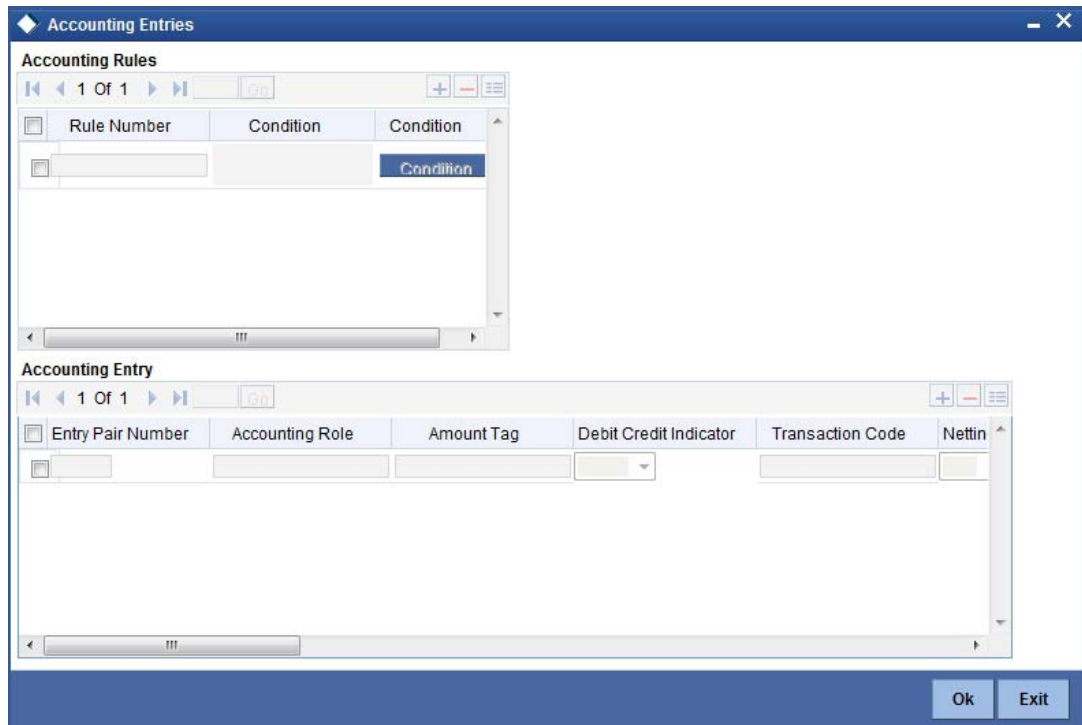 Accounting Entries
Accounting Rules
1 Of 1 Go
Rule Number Condition Condition
Condition
Accounting Entry
1 Of 1 Go
Entry Pair Number Accounting Role Amount Tag Debit Credit Indicator Transaction Code Nettin
Ok Exit